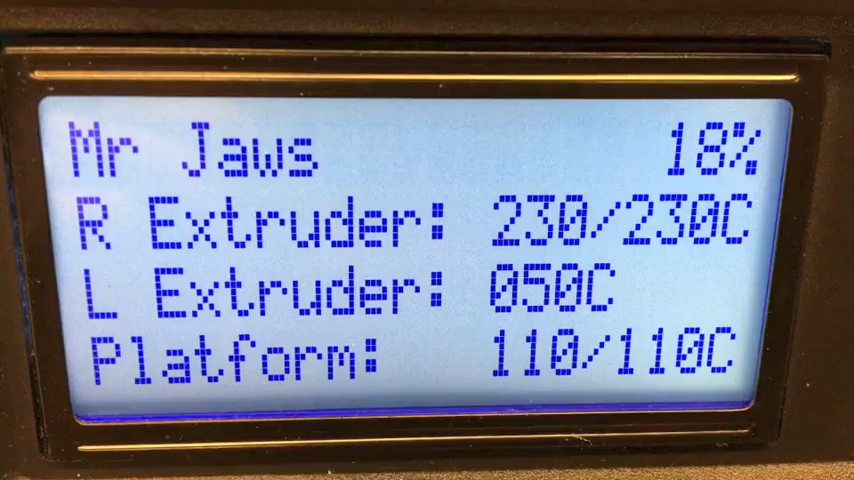 Mr Jaws 18%
R Extruder: 230/230C
L Extruder: 050C
Platform: 110/110C